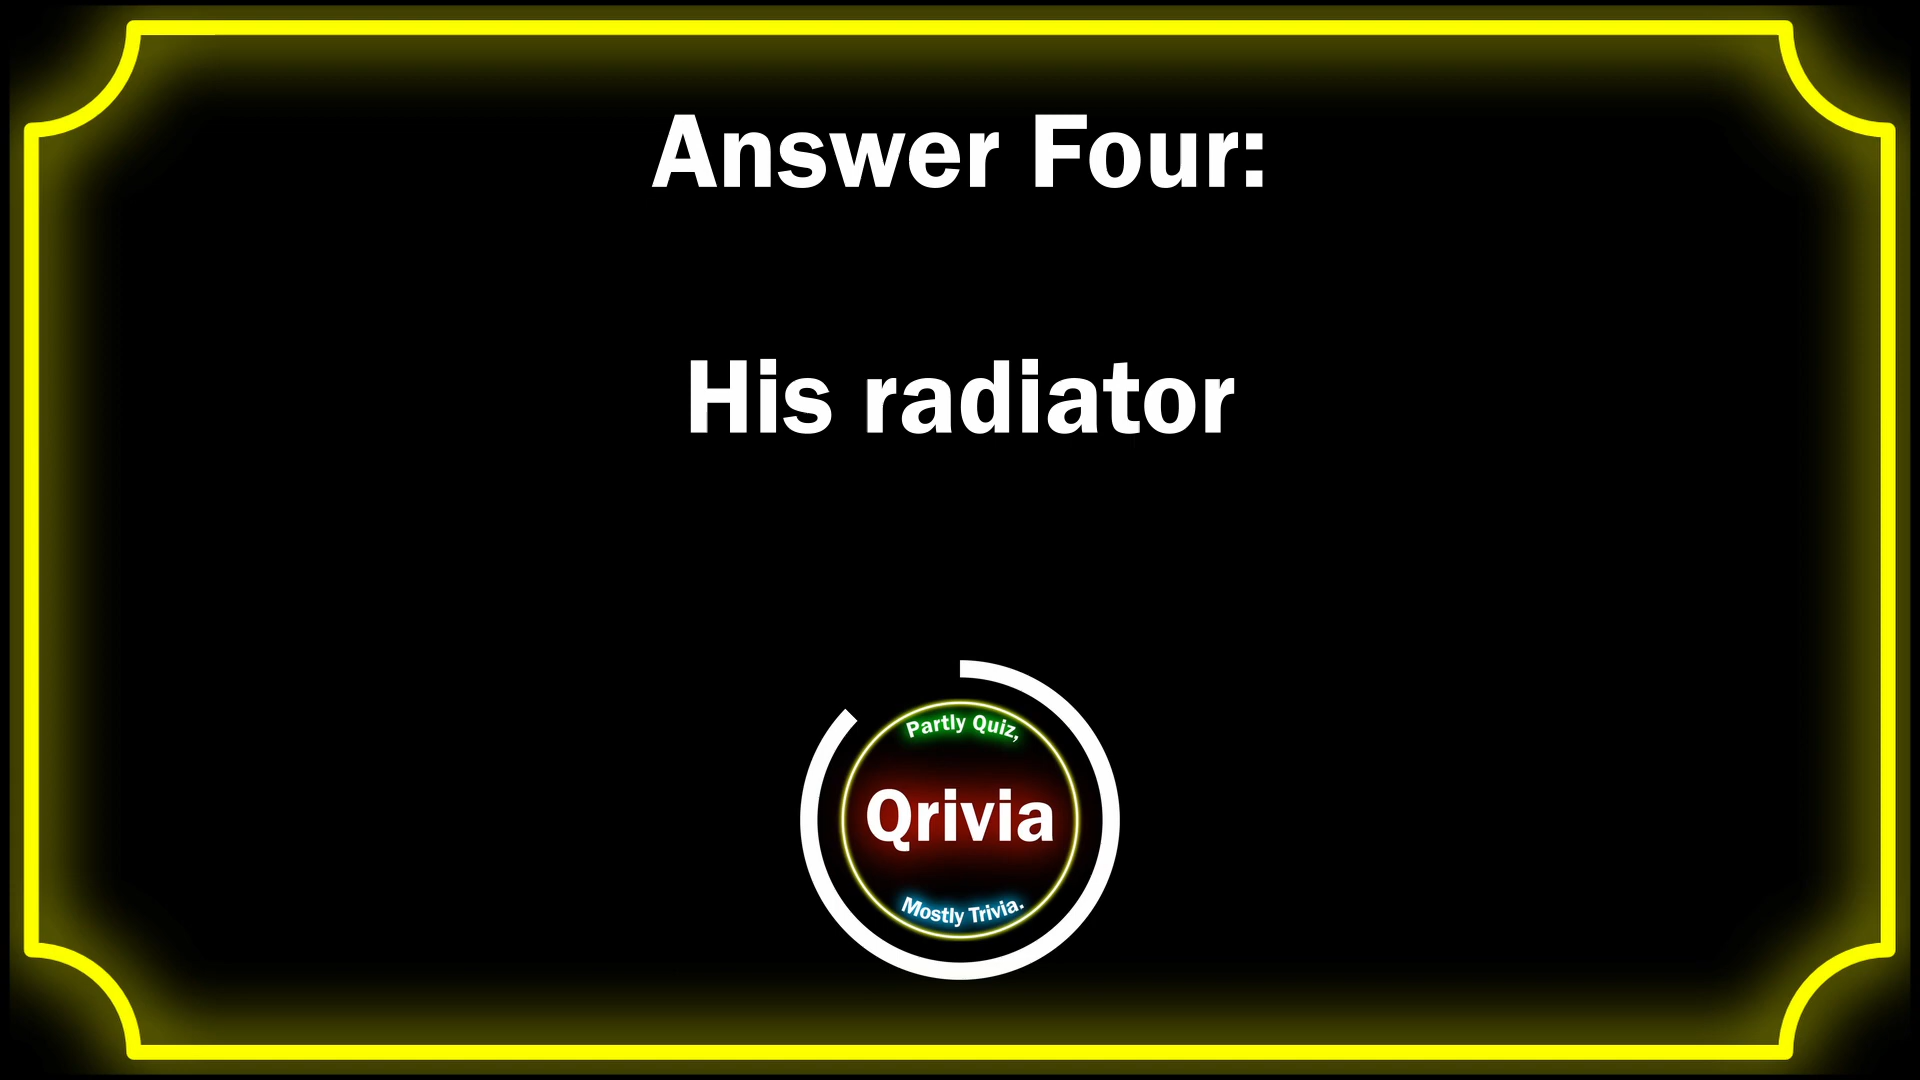 Answer Four:
His radiator
Partly Quiz,
Qrivia
Mostly Trivia.